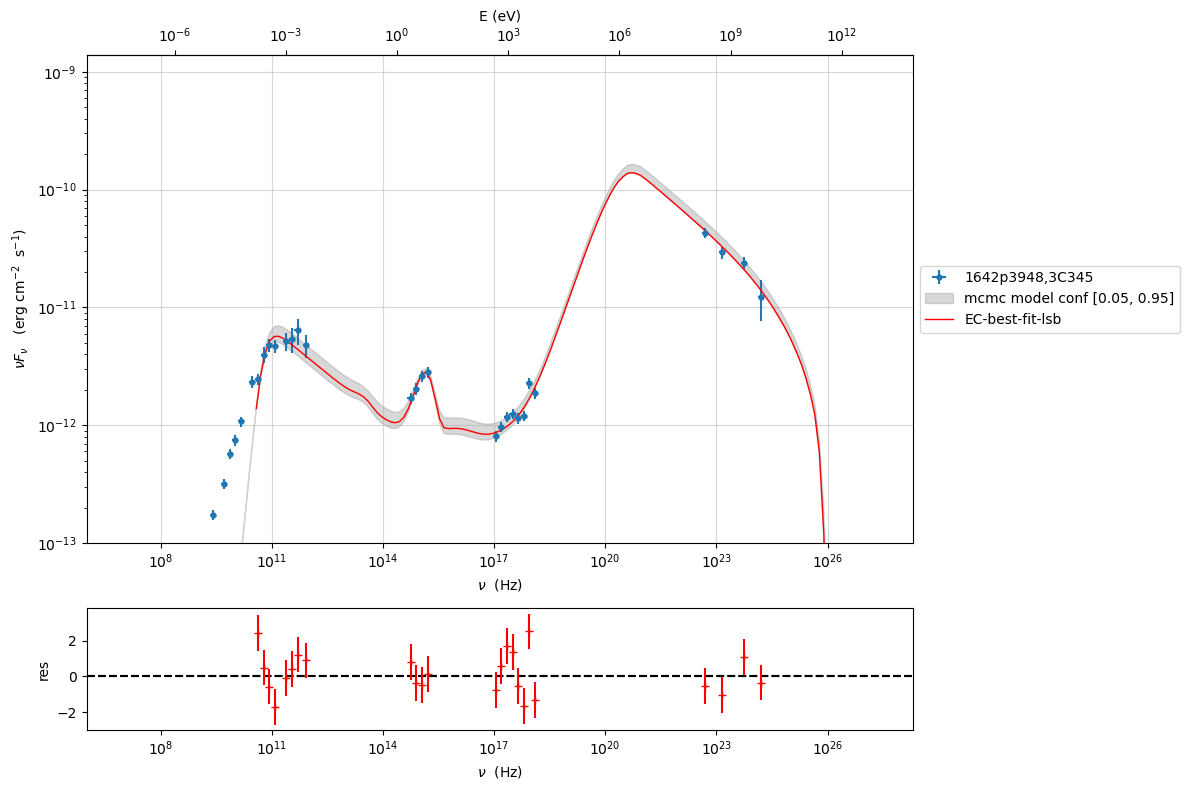 E (eV)
10⁻⁶ 10⁻³ 10⁰ 10³ 10⁶ 10⁹ 10¹²
10⁻⁹
10⁻¹⁰
10⁻¹¹
10⁻¹²
10⁻¹³
νFᵥ (erg cm⁻² s⁻¹)
1642p3948,3C345
mcmc model conf [0.05, 0.95]
EC-best-fit-lsb
10⁸ 10¹¹ 10¹⁴ 10¹⁷ 10²⁰ 10²³ 10²⁶
ν (Hz)
2
0
−2
res
10⁸ 10¹¹ 10¹⁴ 10¹⁷ 10²⁰ 10²³ 10²⁶
ν (Hz)